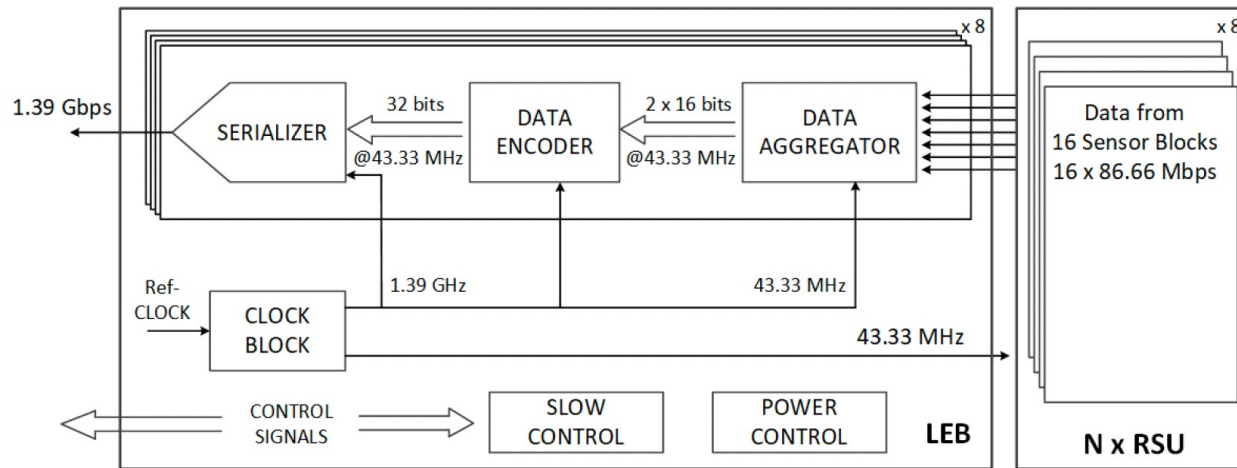 x 8
x 8
1.39 Gbps
SERIALIZER
32 bits
@43.33 MHz
DATA
ENCODER
2 x 16 bits
@43.33 MHz
DATA
AGGREGATOR
Data from
16 Sensor Blocks
16 x 86.66 Mbps
Ref-
CLOCK
CLOCK
BLOCK
1.39 GHz
43.33 MHz
43.33 MHz
CONTROL
SIGNALS
SLOW
CONTROL
POWER
CONTROL
LEB
N x RSU